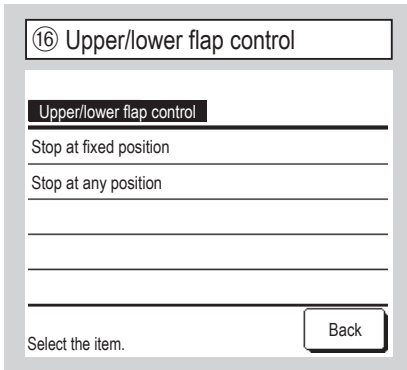 ⑯ Upper/lower flap control
Upper/lower flap control
Stop at fixed position
Stop at any position
Select the item.
Back